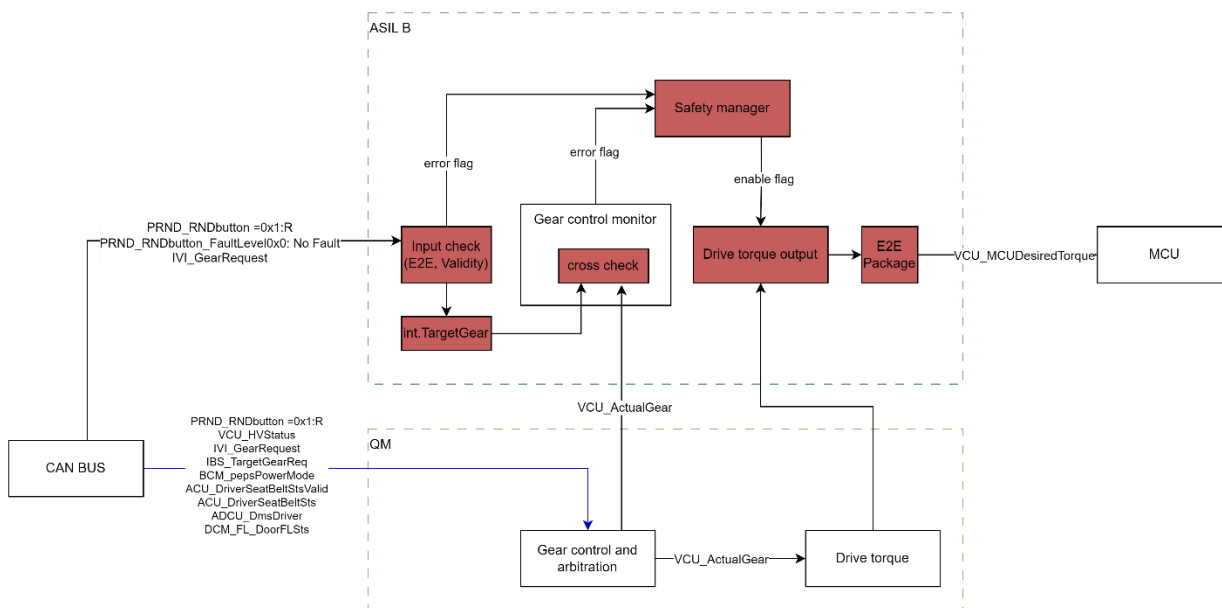 ASIL B
Safety manager
error flag
error flag
enable flag
PRND_RNDbutton =0x1:R
PRND_RNDbutton_FaultLevel0x0: No Fault
IVI_GearRequest
Input check
(E2E, Validity)
Gear control monitor
cross check
Drive torque output
E2E
Package
VCU_MCUDesiredTorque
MCU
int.TargetGear
VCU_ActualGear
PRND_RNDbutton =0x1:R
VCU_HVStatus
IVI_GearRequest
IBS_TargetGearReq
BCM_pepsPowerMode
ACU_DriverSeatBeltStsValid
ACU_DriverSeatBeltSts
ADCU_DmsDriver
DCM_FL_DoorFLSts
CAN BUS
QM
Gear control and
arbitration
VCU_ActualGear
Drive torque